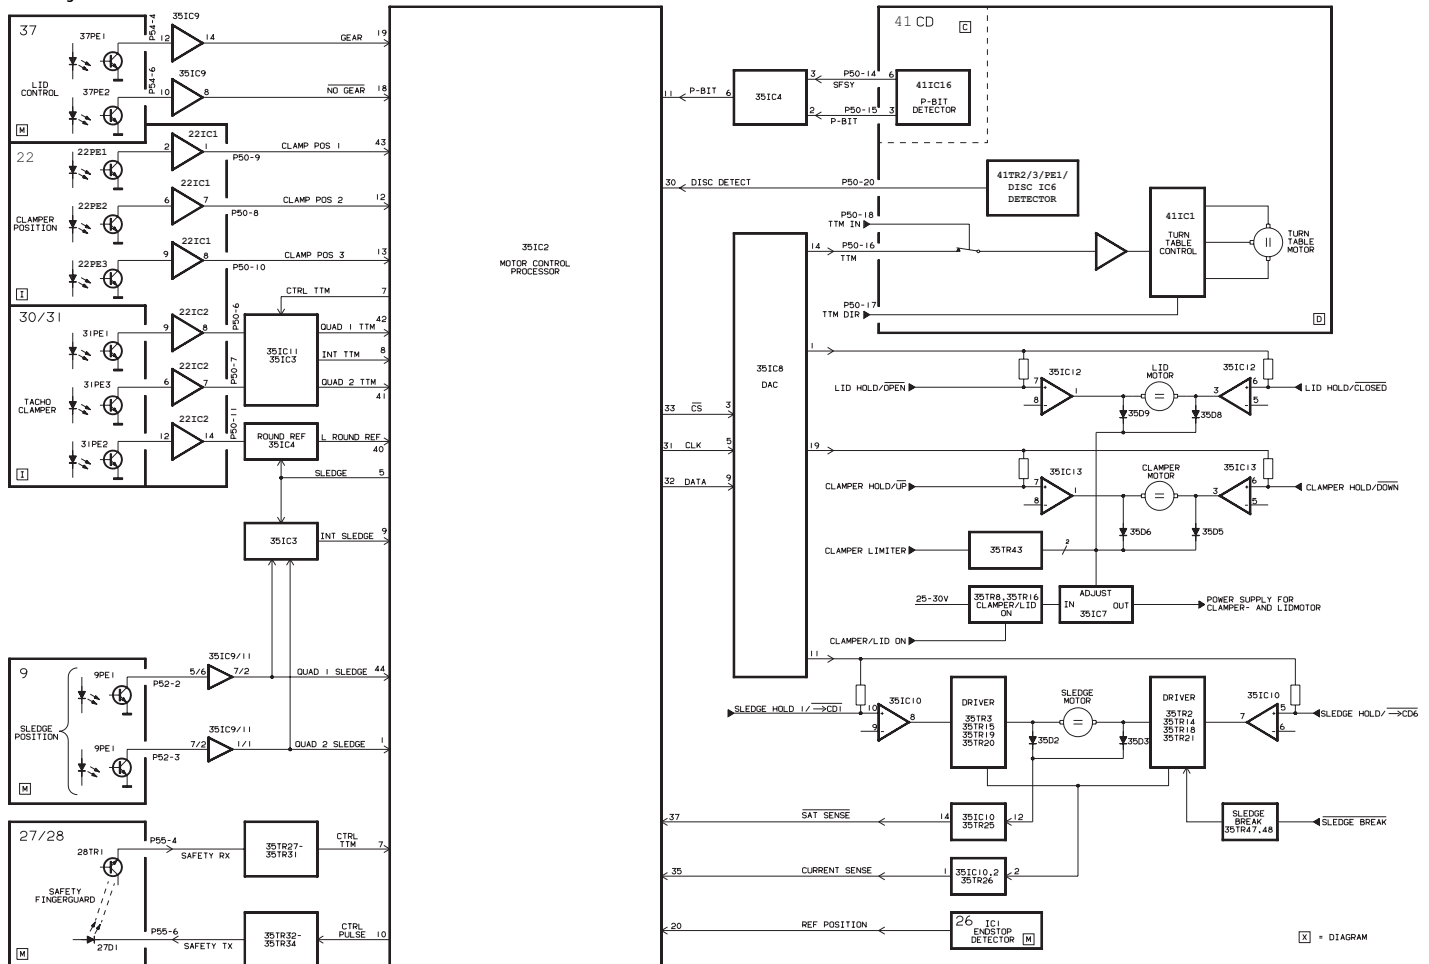 37
37PE1
P54-4
12
35IC9
14
GEAR
19
LID
CONTROL
37PE2
P54-6
10
35IC9
8
NO GEAR
18
M
22
22PE1
2
22IC1
1
P50-9
CLAMP POS 1
43
22PE2
6
22IC1
7
P50-8
CLAMP POS 2
12
CLAMPER
POSITION
22PE3
9
22IC1
8
P50-10
CLAMP POS 3
13
I
30/31
31PE1
9
22IC2
8
P50-6
CTRL TTM
7
QUAD 1 TTM
42
35IC11
35IC3
INT TTM
8
31PE3
6
22IC2
7
P50-7
QUAD 2 TTM
41
TACHO
CLAMPER
31PE2
12
22IC2
14
P50-11
ROUND REF
35IC4
L ROUND REF
40
I
SLEDGE
5
35IC3
INT SLEDGE
9
9
9PE1
5/6
35IC9/11
7/2
P52-2
QUAD 1 SLEDGE
44
SLEDGE
POSITION
9PE1
7/2
35IC9/11
1/1
P52-3
QUAD 2 SLEDGE
1
M
27/28
28TR1
P55-4
SAFETY RX
35TR27-
35TR31
CTRL
TTM
7
SAFETY
FINGERGUARD
27D1
P55-6
SAFETY TX
35TR32-
35TR34
CTRL
PULSE
10
M
35IC2
MOTOR CONTROL
PROCESSOR
11
P-BIT
6
35IC4
3
P50-14
6
SFSY
2
P50-15
3
P-BIT
41 CD
C
41IC16
P-BIT
DETECTOR
30
DISC DETECT
P50-20
41TR2/3/PE1/
DISC IC6
DETECTOR
P50-18
TTM IN
14
P50-16
TTM
41IC1
TURN
TABLE
CONTROL
TURN
TABLE
MOTOR
P50-17
TTM DIR
D
35IC8
DAC
33
CS
3
31
CLK
5
32
DATA
9
1
LID HOLD/OPEN
7
+
8
-
35IC12
1
LID
MOTOR
=
35D9
35D8
3
35IC12
6
+
5
-
LID HOLD/CLOSED
19
CLAMPER HOLD/UP
7
+
8
-
35IC13
1
CLAMPER
MOTOR
=
35D6
35D5
3
35IC13
6
+
5
-
CLAMPER HOLD/DOWN
CLAMPER LIMITER
35TR43
2
25-30V
35TR8,35TR16
CLAMPER/LID
ON
ADJUST
IN
OUT
35IC7
POWER SUPPLY FOR
CLAMPER- AND LIDMOTOR
CLAMPER/LID ON
11
SLEDGE HOLD 1/→CD1
10
+
9
-
35IC10
8
DRIVER
35TR3
35TR15
35TR19
35TR20
SLEDGE
MOTOR
=
35D2
35D3
DRIVER
35TR2
35TR14
35TR18
35TR21
7
35IC10
5
+
6
-
SLEDGE HOLD/→CD6
37
SAT SENSE
14
35IC10
35TR25
12
SLEDGE
BREAK
35TR47,48
SLEDGE BREAK
35
CURRENT SENSE
1
35IC10,2
35TR26
2
20
REF POSITION
26
IC1
ENDSTOP
DETECTOR
M
X = DIAGRAM